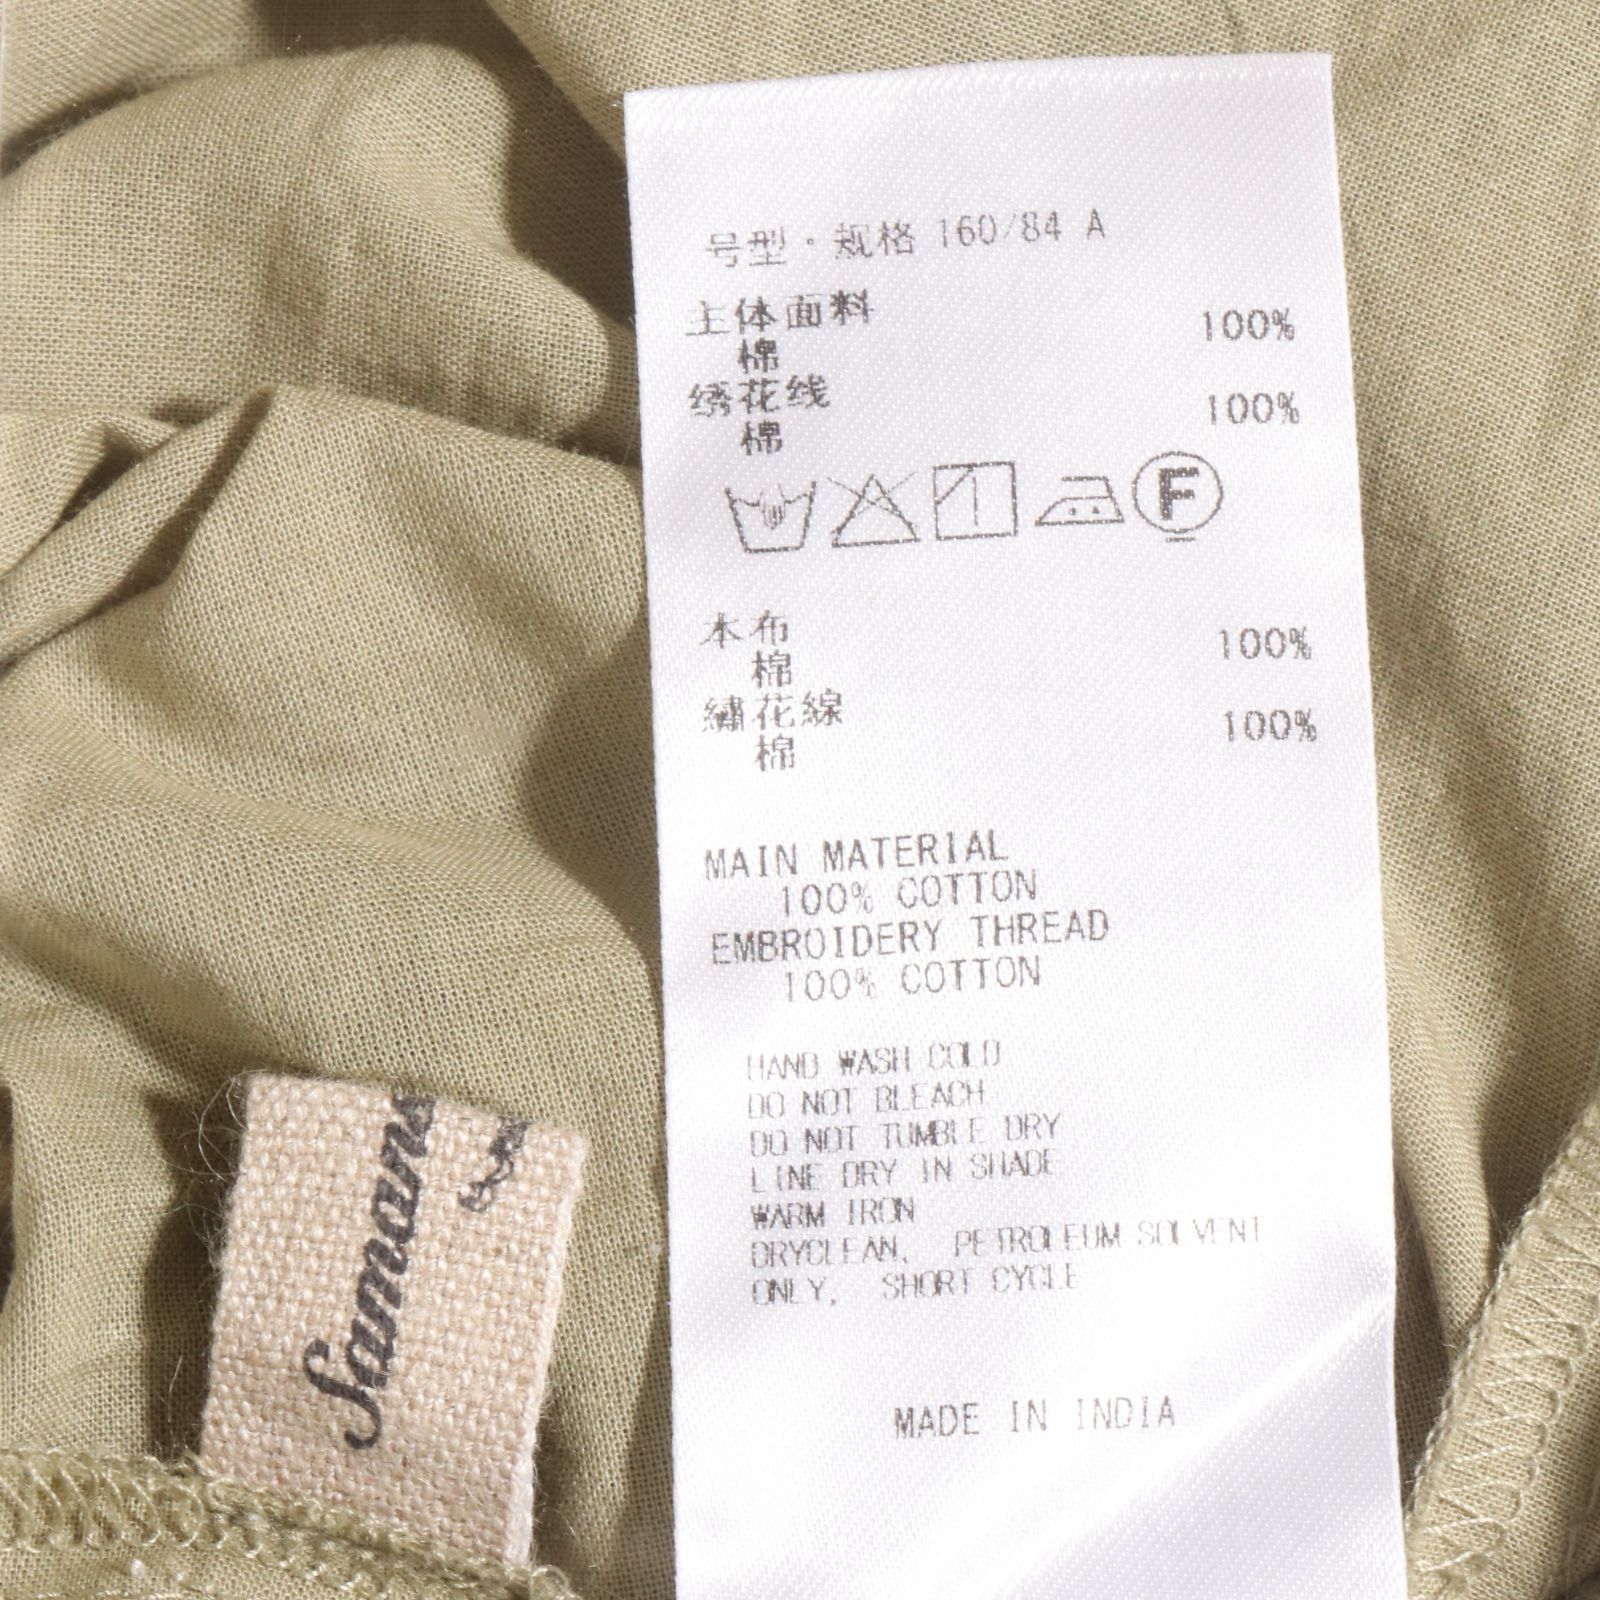 号型・规格 160/84 A
主体面料 100%
棉
绣花线 100%
棉
F
本布 100%
棉
繡花線 100%
棉
MAIN MATERIAL
100% COTTON
EMBROIDERY THREAD
100% COTTON
HAND WASH COLD
DO NOT BLEACH
DO NOT TUMBLE DRY
LINE DRY IN SHADE
WARM IRON
DRYCLEAN, PETROLEUM SOLVENT
ONLY, SHORT CYCLE
MADE IN INDIA
Samans